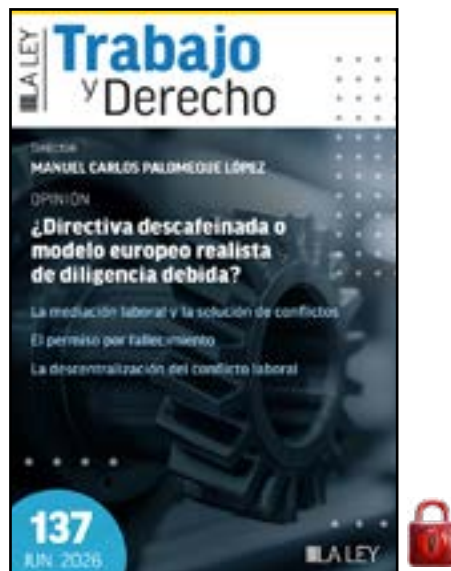 LA LEY
Trabajo
y Derecho
Director
MANUEL CARLOS PALOMEQUE LÓPEZ
OPINIÓN
¿Directiva descafeinada o
modelo europeo realista
de diligencia debida?
La mediación laboral y la solución de conflictos
El permiso por fallecimiento
La descentralización del conflicto laboral
137
JUN. 2026
LA LEY